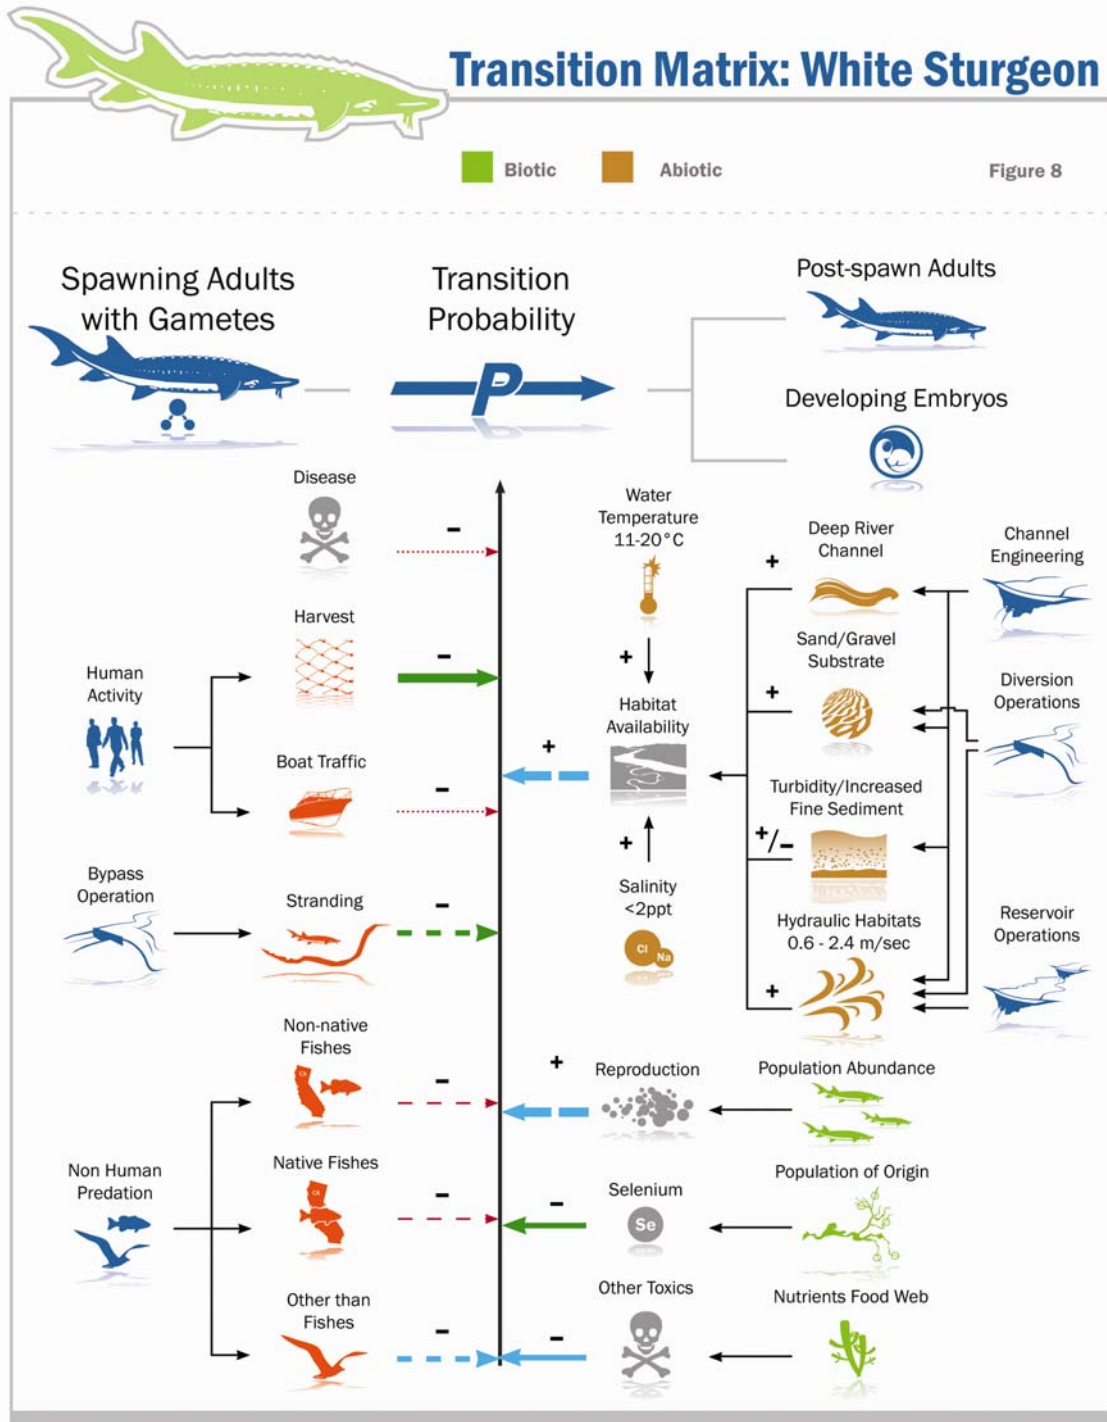 Transition Matrix: White Sturgeon
Biotic
Abiotic
Figure 8
Spawning Adults
with Gametes
Transition
Probability
P
Post-spawn Adults
Developing Embryos
Disease
-
Harvest
-
Human
Activity
Boat Traffic
-
Bypass
Operation
Stranding
-
Non-native
Fishes
CA
-
Non Human
Predation
Native Fishes
CA
-
Other than
Fishes
-
Water
Temperature
11-20°C
+
Habitat
Availability
+
+
Salinity
<2ppt
Cl
Na
Deep River
Channel
+
Sand/Gravel
Substrate
+
Turbidity/Increased
Fine Sediment
+/-
Hydraulic Habitats
0.6 - 2.4 m/sec
+
Channel
Engineering
Diversion
Operations
Reservoir
Operations
+
Reproduction
Population Abundance
Selenium
-
Se
Population of Origin
Other Toxics
-
Nutrients Food Web